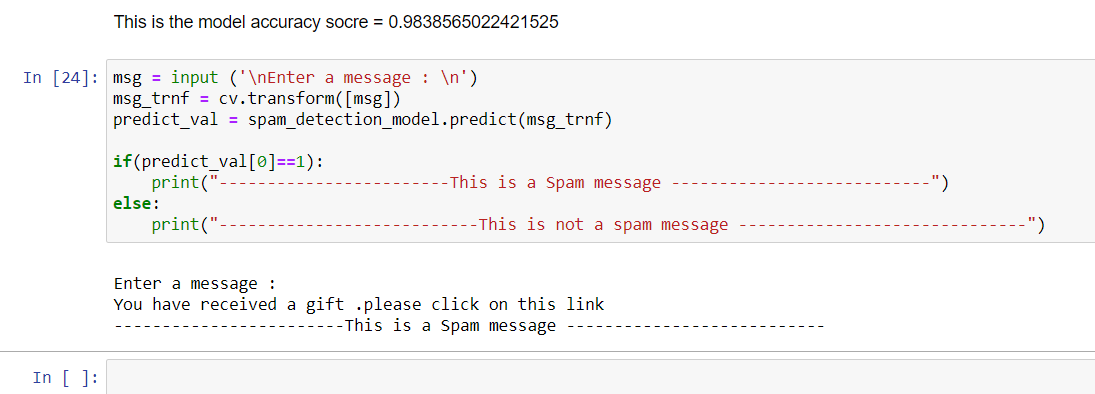 This is the model accuracy socre = 0.9838565022421525
In [24]: msg = input ('\nEnter a message : \n')
msg_trnf = cv.transform([msg])
predict_val = spam_detection_model.predict(msg_trnf)
if(predict_val[0]==1):
print("------------------------This is a Spam message ---------------------------")
else:
print("---------------------------This is not a spam message ------------------------------")
Enter a message :
You have received a gift .please click on this link
------------------------This is a Spam message ---------------------------
In [ ]: